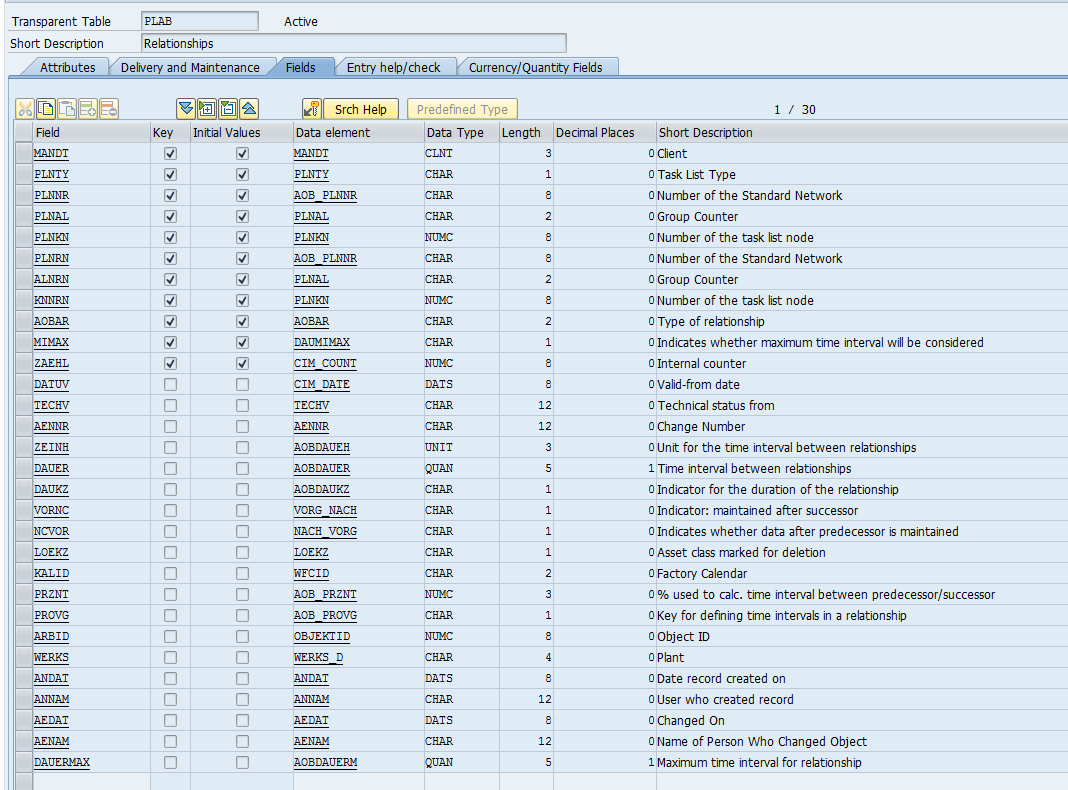 Transparent Table PLAB Active
Short Description Relationships
Attributes Delivery and Maintenance Fields Entry help/check Currency/Quantity Fields
Srch Help Predefined Type 1 / 30
Field Key Initial Values Data element Data Type Length Decimal Places Short Description
MANDT MANDT CLNT 3 0 Client
PLNTY PLNTY CHAR 1 0 Task List Type
PLNNR AOB_PLNNR CHAR 8 0 Number of the Standard Network
PLNAL PLNAL CHAR 2 0 Group Counter
PLNKN PLNKN NUMC 8 0 Number of the task list node
PLNRN AOB_PLNNR CHAR 8 0 Number of the Standard Network
ALNRN PLNAL CHAR 2 0 Group Counter
KNNRN PLNKN NUMC 8 0 Number of the task list node
AOBAR AOBAR CHAR 2 0 Type of relationship
MIMAX DAUMIMAX CHAR 1 0 Indicates whether maximum time interval will be considered
ZAEHL CIM_COUNT NUMC 8 0 Internal counter
DATUV CIM_DATE DATS 8 0 Valid-from date
TECHV TECHV CHAR 12 0 Technical status from
AENNR AENNR CHAR 12 0 Change Number
ZEINH AOBDAUEH UNIT 3 0 Unit for the time interval between relationships
DAUER AOBDAUER QUAN 5 1 Time interval between relationships
DAUKZ AOBDAUKZ CHAR 1 0 Indicator for the duration of the relationship
VORNC VORG_NACH CHAR 1 0 Indicator: maintained after successor
NCVOR NACH_VORG CHAR 1 0 Indicates whether data after predecessor is maintained
LOEKZ LOEKZ CHAR 1 0 Asset class marked for deletion
KALID WFCID CHAR 2 0 Factory Calendar
PRZNT AOB_PRZNT NUMC 3 0 % used to calc. time interval between predecessor/successor
PROVG AOB_PROVG CHAR 1 0 Key for defining time intervals in a relationship
ARBID OBJEKTID NUMC 8 0 Object ID
WERKS WERKS_D CHAR 4 0 Plant
ANDAT ANDAT DATS 8 0 Date record created on
ANNAM ANNAM CHAR 12 0 User who created record
AEDAT AEDAT DATS 8 0 Changed On
AENAM AENAM CHAR 12 0 Name of Person Who Changed Object
DAUERMAX AOBDAUERM QUAN 5 1 Maximum time interval for relationship